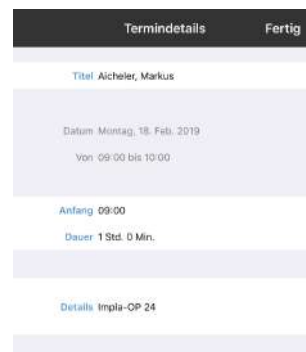 Termindetails Fertig
Titel Aicheler, Markus
Datum Montag, 18. Feb. 2019
Von 09:00 bis 10:00
Anfang 09:00
Dauer 1 Std. 0 Min.
Details Impla-OP 24